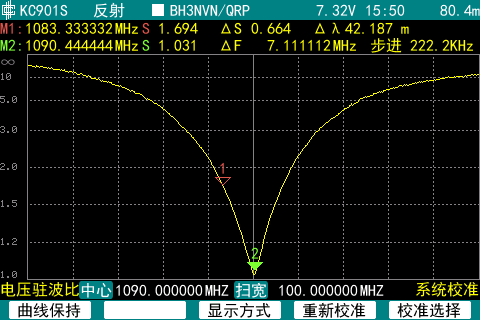 KC901S 反射 BH3NVN/QRP 7.32V 15:50 80.4m
M1:1083.333332MHz S 1.694 ΔS 0.664 Δλ42.187 m
M2:1090.444444MHz S 1.031 ΔF 7.111112MHz 步进 222.2KHz
∞
10
5.0
3.0
2.0
1.5
1.2
1.0
1
2
电压驻波比 中心 1090.000000MHZ 扫宽 100.000000MHZ 系统校准
曲线保持 显示方式 重新校准 校准选择